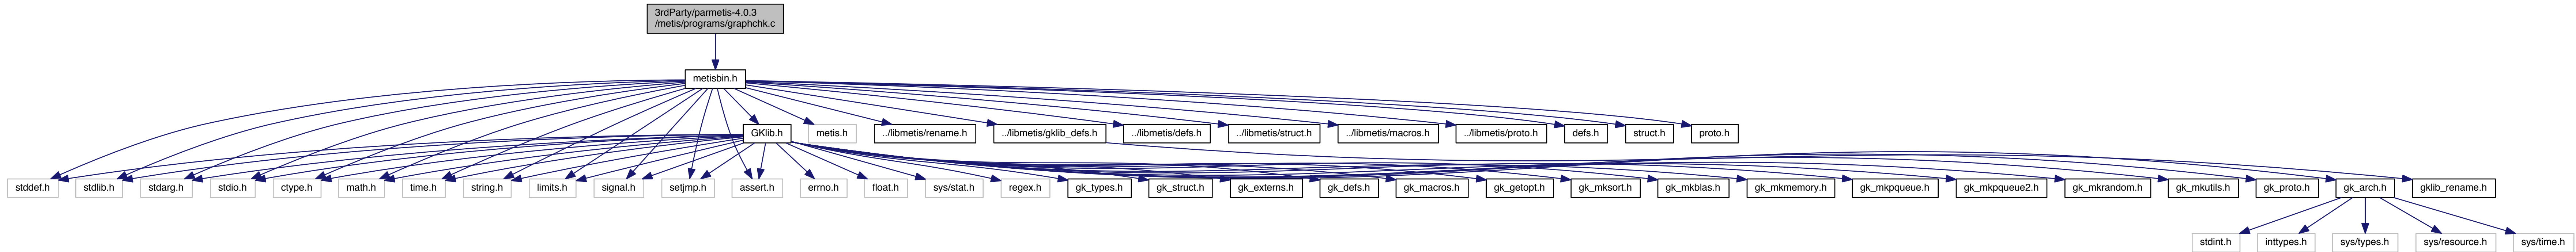 3rdParty/parmetis-4.0.3
/metis/programs/graphchk.c
metisbin.h
GKlib.h
metis.h
../libmetis/rename.h
../libmetis/gklib_defs.h
../libmetis/defs.h
../libmetis/struct.h
../libmetis/macros.h
../libmetis/proto.h
defs.h
struct.h
proto.h
stddef.h
stdlib.h
stdarg.h
stdio.h
ctype.h
math.h
time.h
string.h
limits.h
signal.h
setjmp.h
assert.h
errno.h
float.h
sys/stat.h
regex.h
gk_types.h
gk_struct.h
gk_externs.h
gk_defs.h
gk_macros.h
gk_getopt.h
gk_mksort.h
gk_mkblas.h
gk_mkmemory.h
gk_mkpqueue.h
gk_mkpqueue2.h
gk_mkrandom.h
gk_mkutils.h
gk_proto.h
gk_arch.h
gklib_rename.h
stdint.h
inttypes.h
sys/types.h
sys/resource.h
sys/time.h